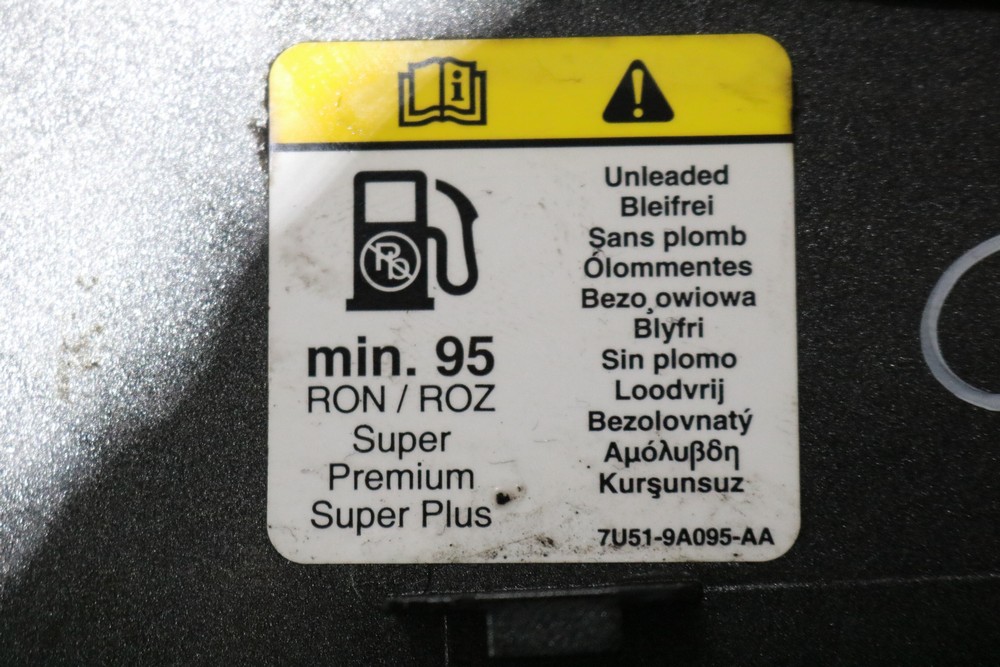 i
!
Pb
min. 95
RON / ROZ
Super
Premium
Super Plus
Unleaded
Bleifrei
Sans plomb
Ólommentes
Bezo¸owiowa
Blyfri
Sin plomo
Loodvrij
Bezolovnatý
Αμόλυβδη
Kurşunsuz
7U51-9A095-AA